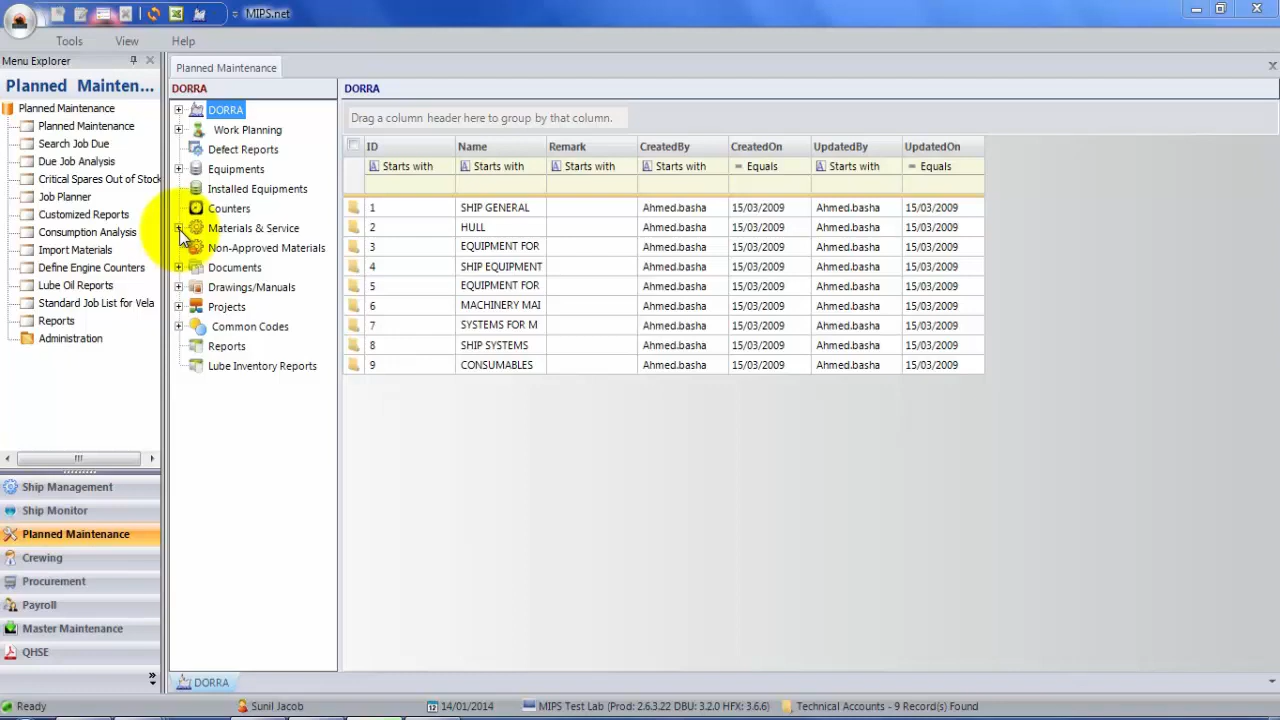 MIPS.net
Tools View Help
Menu Explorer
Planned Mainten...
Planned Maintenance
Planned Maintenance
Search Job Due
Due Job Analysis
Critical Spares Out of Stock
Job Planner
Customized Reports
Consumption Analysis
Import Materials
Define Engine Counters
Lube Oil Reports
Standard Job List for Vela
Reports
Administration
Ship Management
Ship Monitor
Planned Maintenance
Crewing
Procurement
Payroll
Master Maintenance
QHSE
Planned Maintenance
DORRA
DORRA
Work Planning
Defect Reports
Equipments
Installed Equipments
Counters
Materials & Service
Non-Approved Materials
Documents
Drawings/Manuals
Projects
Common Codes
Reports
Lube Inventory Reports
DORRA
DORRA
Drag a column header here to group by that column.
ID Name Remark CreatedBy CreatedOn UpdatedBy UpdatedOn
A Starts with A Starts with A Starts with A Starts with = Equals A Starts with = Equals
1 SHIP GENERAL Ahmed.basha 15/03/2009 Ahmed.basha 15/03/2009
2 HULL Ahmed.basha 15/03/2009 Ahmed.basha 15/03/2009
3 EQUIPMENT FOR Ahmed.basha 15/03/2009 Ahmed.basha 15/03/2009
4 SHIP EQUIPMENT Ahmed.basha 15/03/2009 Ahmed.basha 15/03/2009
5 EQUIPMENT FOR Ahmed.basha 15/03/2009 Ahmed.basha 15/03/2009
6 MACHINERY MAI Ahmed.basha 15/03/2009 Ahmed.basha 15/03/2009
7 SYSTEMS FOR M Ahmed.basha 15/03/2009 Ahmed.basha 15/03/2009
8 SHIP SYSTEMS Ahmed.basha 15/03/2009 Ahmed.basha 15/03/2009
9 CONSUMABLES Ahmed.basha 15/03/2009 Ahmed.basha 15/03/2009
Ready Sunil Jacob 14/01/2014 MIPS Test Lab (Prod: 2.6.3.22 DBU: 3.2.0 HFX: 3.6.6) Technical Accounts - 9 Record(s) Found